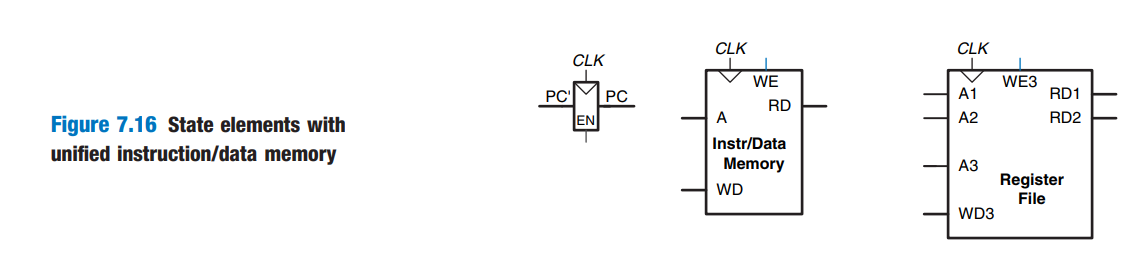 Figure 7.16 State elements with
unified instruction/data memory
CLK
PC'
PC
EN
CLK
WE
RD
A
Instr/Data
Memory
WD
CLK
WE3
A1
RD1
A2
RD2
A3
Register
File
WD3